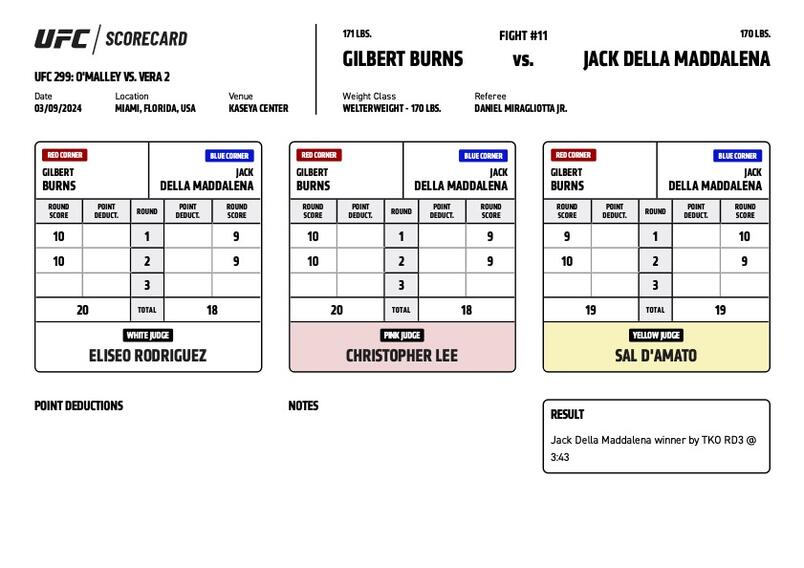 UFC SCORECARD
UFC 299: O'MALLEY VS. VERA 2
Date Location Venue
03/09/2024 MIAMI, FLORIDA, USA KASEYA CENTER
171 LBS. FIGHT #11 170 LBS.
GILBERT BURNS vs. JACK DELLA MADDALENA
Weight Class Referee
WELTERWEIGHT - 170 LBS. DANIEL MIRAGLIOTTA JR.
RED CORNER BLUE CORNER
GILBERT JACK
BURNS DELLA MADDALENA
ROUND POINT ROUND POINT ROUND
SCORE DEDUCT. DEDUCT. SCORE
10 1 9
10 2 9
3
20 TOTAL 18
WHITE JUDGE
ELISEO RODRIGUEZ
RED CORNER BLUE CORNER
GILBERT JACK
BURNS DELLA MADDALENA
ROUND POINT ROUND POINT ROUND
SCORE DEDUCT. DEDUCT. SCORE
10 1 9
10 2 9
3
20 TOTAL 18
PINK JUDGE
CHRISTOPHER LEE
RED CORNER BLUE CORNER
GILBERT JACK
BURNS DELLA MADDALENA
ROUND POINT ROUND POINT ROUND
SCORE DEDUCT. DEDUCT. SCORE
9 1 10
10 2 9
3
19 TOTAL 19
YELLOW JUDGE
SAL D'AMATO
POINT DEDUCTIONS
NOTES
RESULT
Jack Della Maddalena winner by TKO RD3 @
3:43